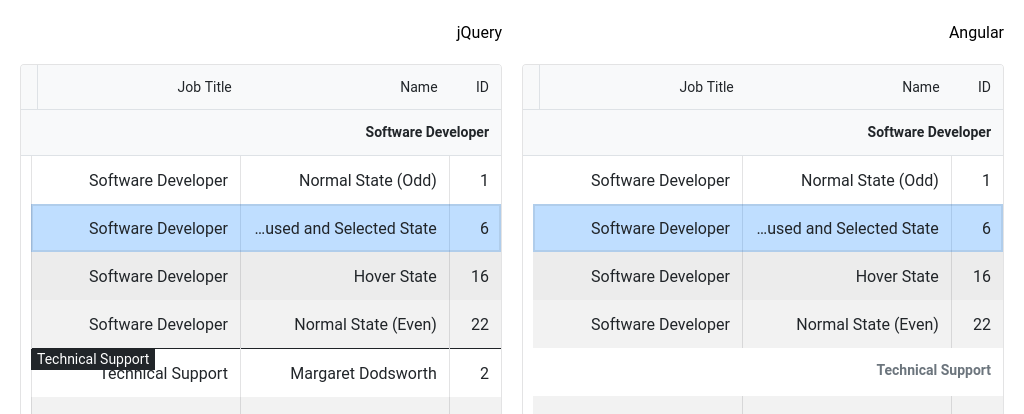 jQuery
Job Title Name ID
Software Developer
Software Developer Normal State (Odd) 1
Software Developer ...used and Selected State 6
Software Developer Hover State 16
Software Developer Normal State (Even) 22
Technical Support
Technical Support Margaret Dodsworth 2
Angular
Job Title Name ID
Software Developer
Software Developer Normal State (Odd) 1
Software Developer ...used and Selected State 6
Software Developer Hover State 16
Software Developer Normal State (Even) 22
Technical Support